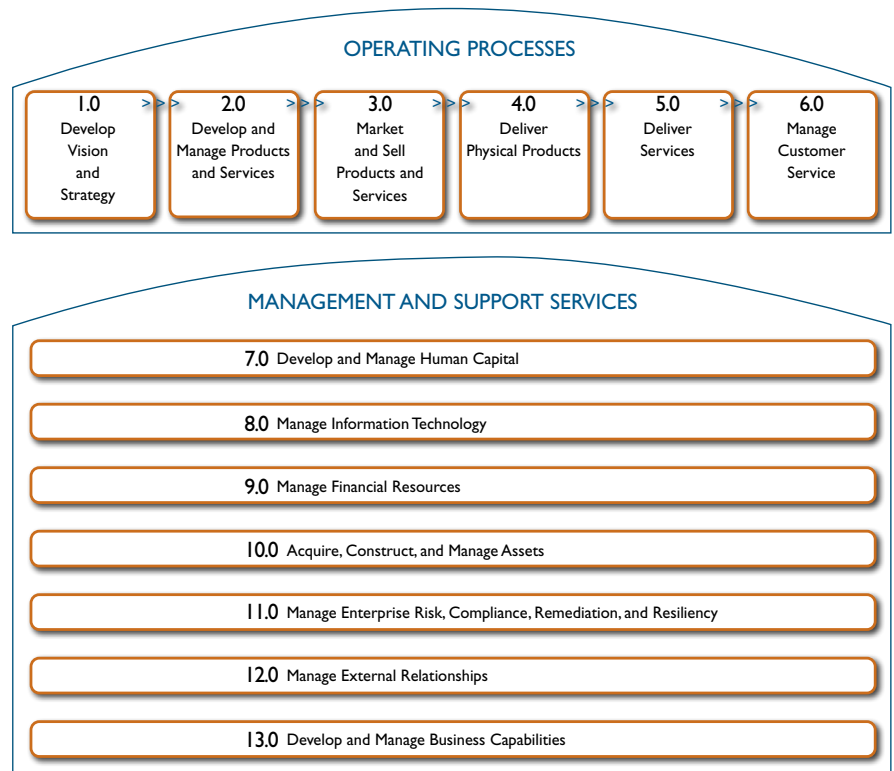 OPERATING PROCESSES
1.0 >>> 2.0 >>> 3.0 >>> 4.0 >>> 5.0 >>> 6.0
Develop
Vision
and
Strategy
Develop and
Manage Products
and Services
Market
and Sell
Products and
Services
Deliver
Physical Products
Deliver
Services
Manage
Customer
Service
MANAGEMENT AND SUPPORT SERVICES
7.0 Develop and Manage Human Capital
8.0 Manage Information Technology
9.0 Manage Financial Resources
10.0 Acquire, Construct, and Manage Assets
11.0 Manage Enterprise Risk, Compliance, Remediation, and Resiliency
12.0 Manage External Relationships
13.0 Develop and Manage Business Capabilities